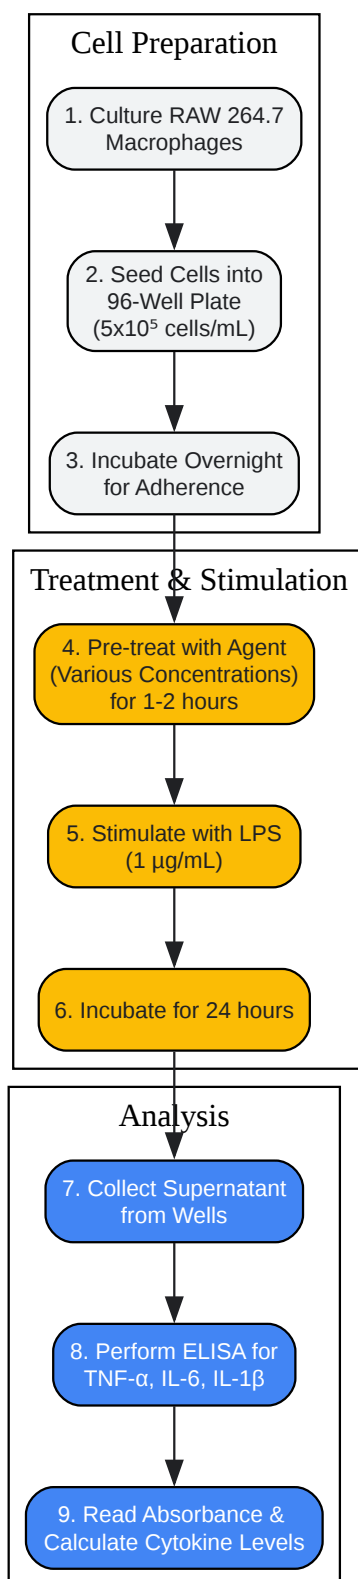 Cell Preparation
1. Culture RAW 264.7
Macrophages
2. Seed Cells into
96-Well Plate
(5x10⁵ cells/mL)
3. Incubate Overnight
for Adherence
Treatment & Stimulation
4. Pre-treat with Agent
(Various Concentrations)
for 1-2 hours
5. Stimulate with LPS
(1 µg/mL)
6. Incubate for 24 hours
Analysis
7. Collect Supernatant
from Wells
8. Perform ELISA for
TNF-α, IL-6, IL-1β
9. Read Absorbance &
Calculate Cytokine Levels